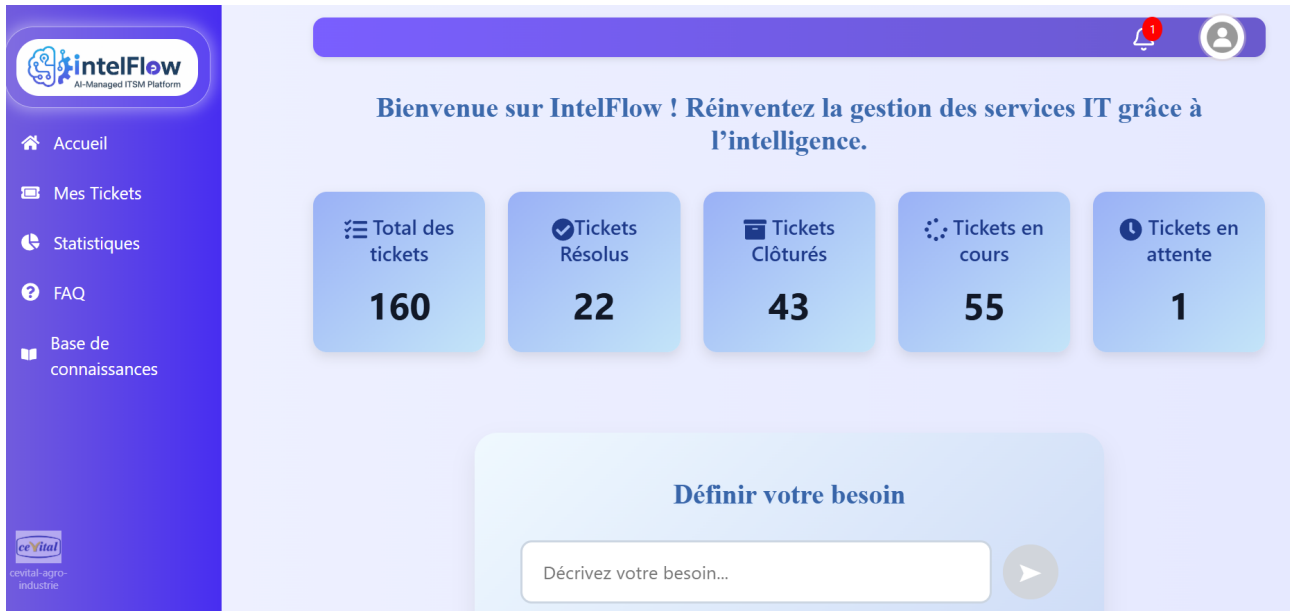 intelFlow
AI-Managed ITSM Platform
Accueil
Mes Tickets
Statistiques
FAQ
Base de
connaissances
cevital
cevital-agro-
industrie
1
Bienvenue sur IntelFlow ! Réinventez la gestion des services IT grâce à
l’intelligence.
Total des
tickets
160
Tickets
Résolus
22
Tickets
Clôturés
43
Tickets en
cours
55
Tickets en
attente
1
Définir votre besoin
Décrivez votre besoin...